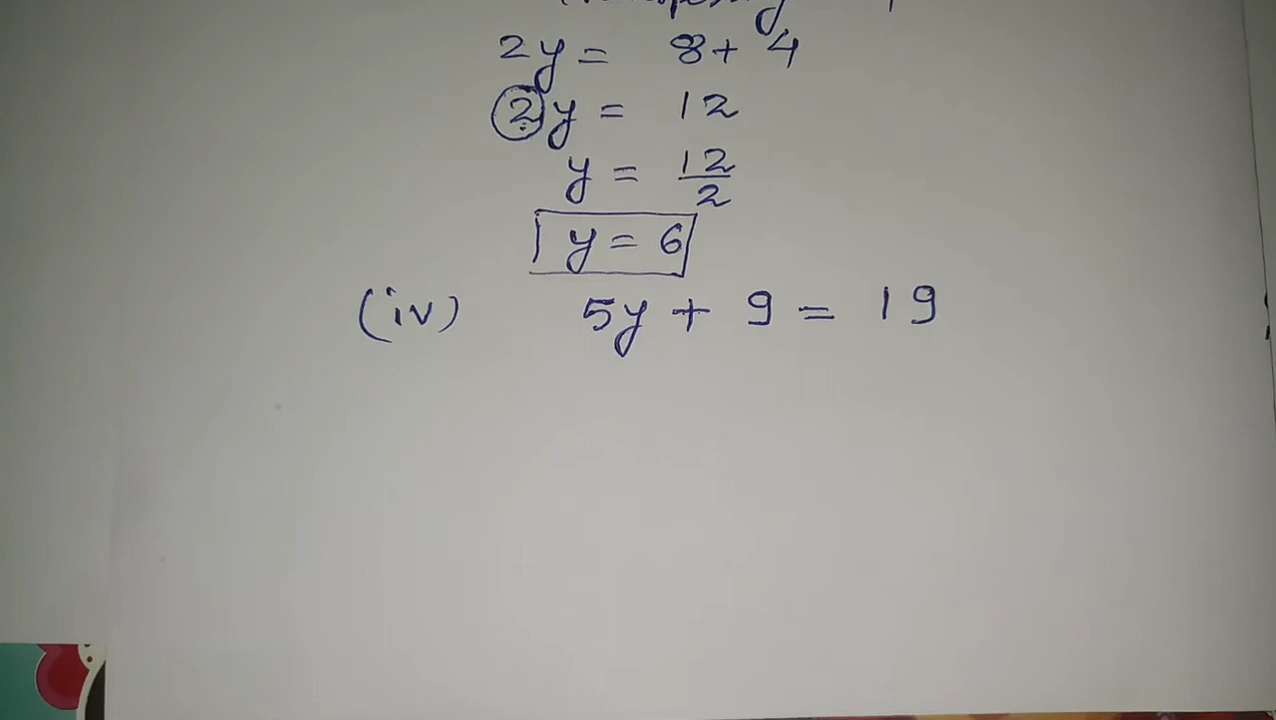 2y = 8 + 4
2y = 12
y = 12/2
y = 6
(iv) 5y + 9 = 19